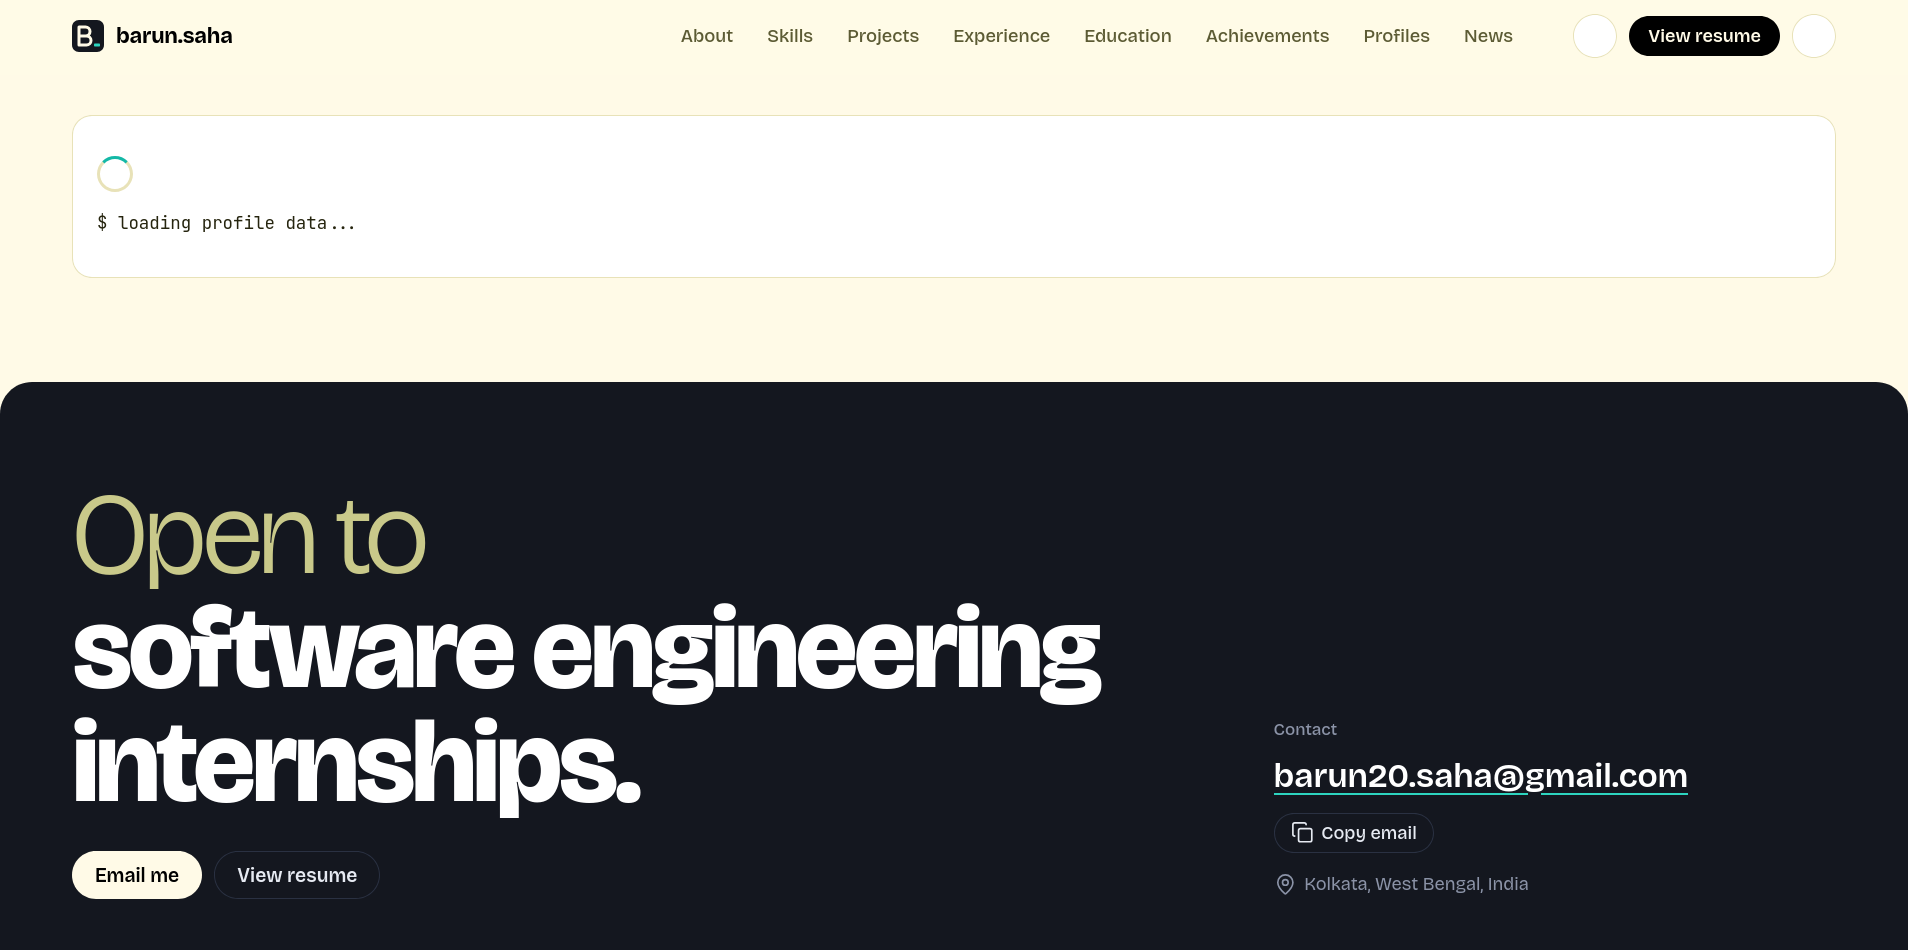 B.
barun.saha
About
Skills
Projects
Experience
Education
Achievements
Profiles
News
View resume
$ loading profile data...
Open to
software engineering
internships.
Email me
View resume
Contact
barun20.saha@gmail.com
Copy email
Kolkata, West Bengal, India